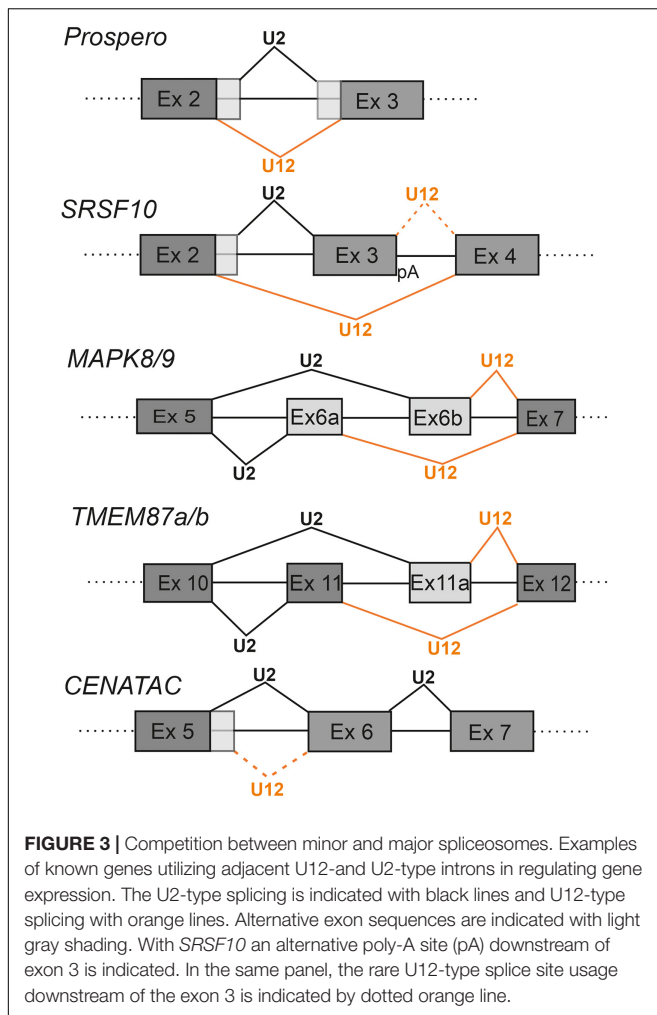 Prospero
U2
Ex 2
Ex 3
U12
SRSF10
U2
U12
Ex 2
Ex 3
Ex 4
pA
U12
MAPK8/9
U2
U12
Ex 5
Ex6a
Ex6b
Ex 7
U2
U12
TMEM87a/b
U2
U12
Ex 10
Ex 11
Ex11a
Ex 12
U2
U12
CENATAC
U2
U2
Ex 5
Ex 6
Ex 7
U12
FIGURE 3 | Competition between minor and major spliceosomes. Examples
of known genes utilizing adjacent U12-and U2-type introns in regulating gene
expression. The U2-type splicing is indicated with black lines and U12-type
splicing with orange lines. Alternative exon sequences are indicated with light
gray shading. With SRSF10 an alternative poly-A site (pA) downstream of
exon 3 is indicated. In the same panel, the rare U12-type splice site usage
downstream of the exon 3 is indicated by dotted orange line.